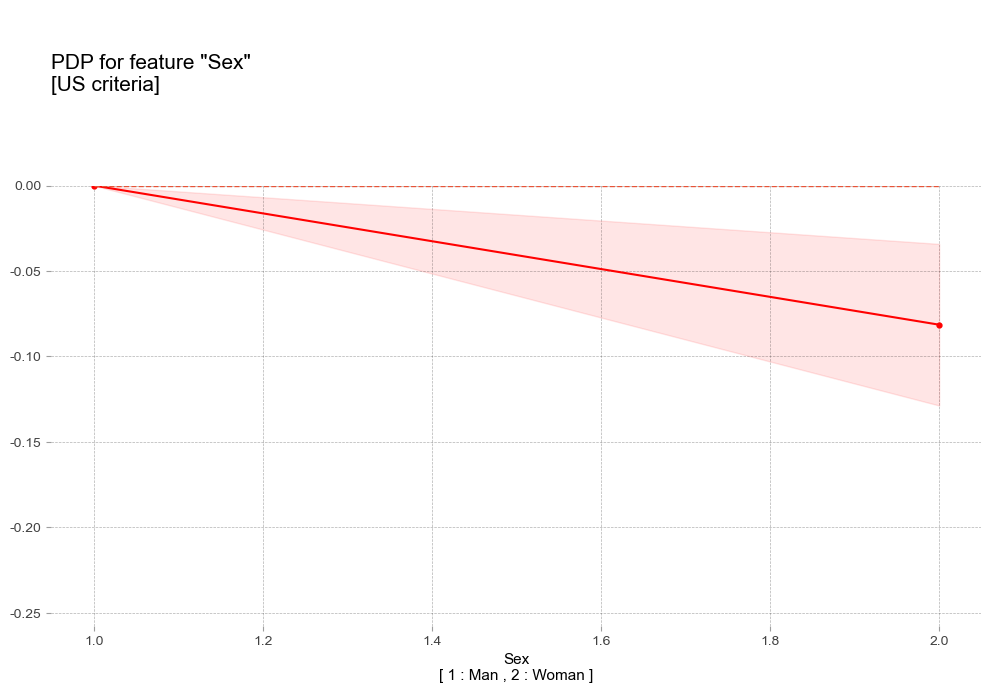 PDP for feature "Sex"
[US criteria]
0.00
-0.05
-0.10
-0.15
-0.20
-0.25
1.0 1.2 1.4 1.6 1.8 2.0
Sex
[ 1 : Man , 2 : Woman ]